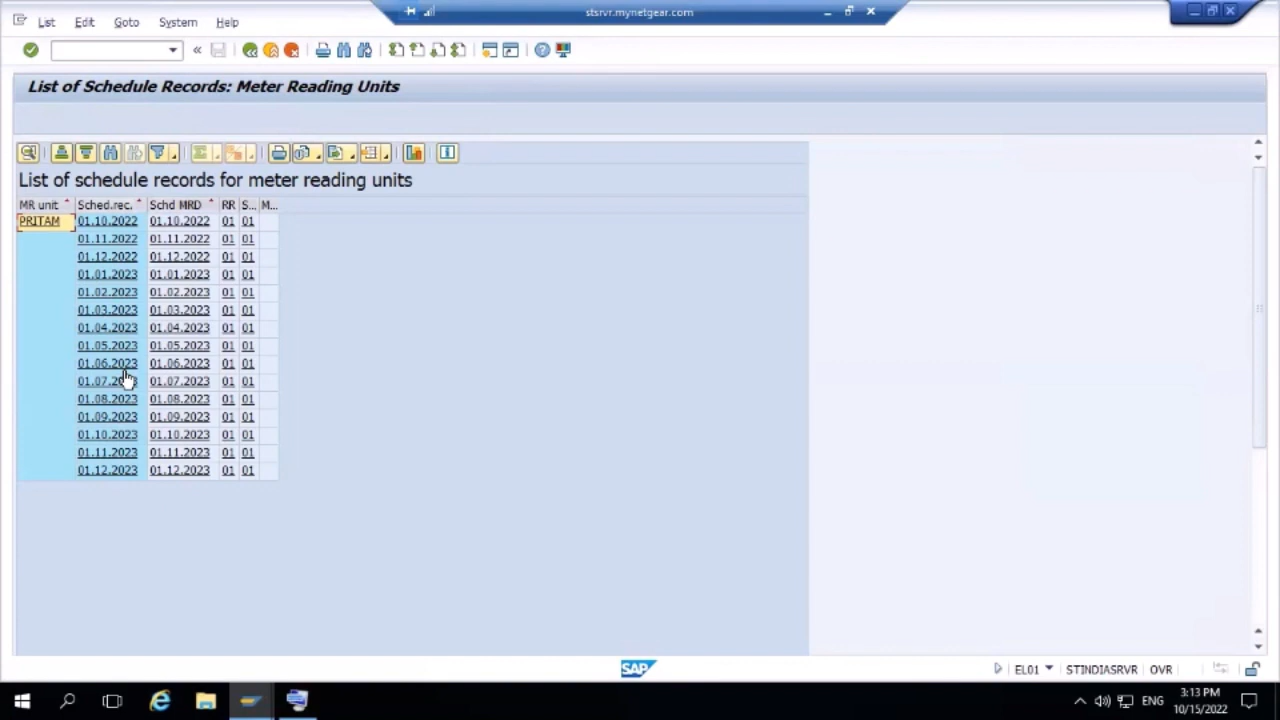 stsrvr.mynetgear.com
List Edit Goto System Help
List of Schedule Records: Meter Reading Units
List of schedule records for meter reading units
MR unit Sched.rec. Schd MRD RR S... M...
PRITAM 01.10.2022 01.10.2022 01 01
01.11.2022 01.11.2022 01 01
01.12.2022 01.12.2022 01 01
01.01.2023 01.01.2023 01 01
01.02.2023 01.02.2023 01 01
01.03.2023 01.03.2023 01 01
01.04.2023 01.04.2023 01 01
01.05.2023 01.05.2023 01 01
01.06.2023 01.06.2023 01 01
01.07.2023 01.07.2023 01 01
01.08.2023 01.08.2023 01 01
01.09.2023 01.09.2023 01 01
01.10.2023 01.10.2023 01 01
01.11.2023 01.11.2023 01 01
01.12.2023 01.12.2023 01 01
SAP EL01 STINDIASRVR OVR
ENG 3:13 PM
10/15/2022